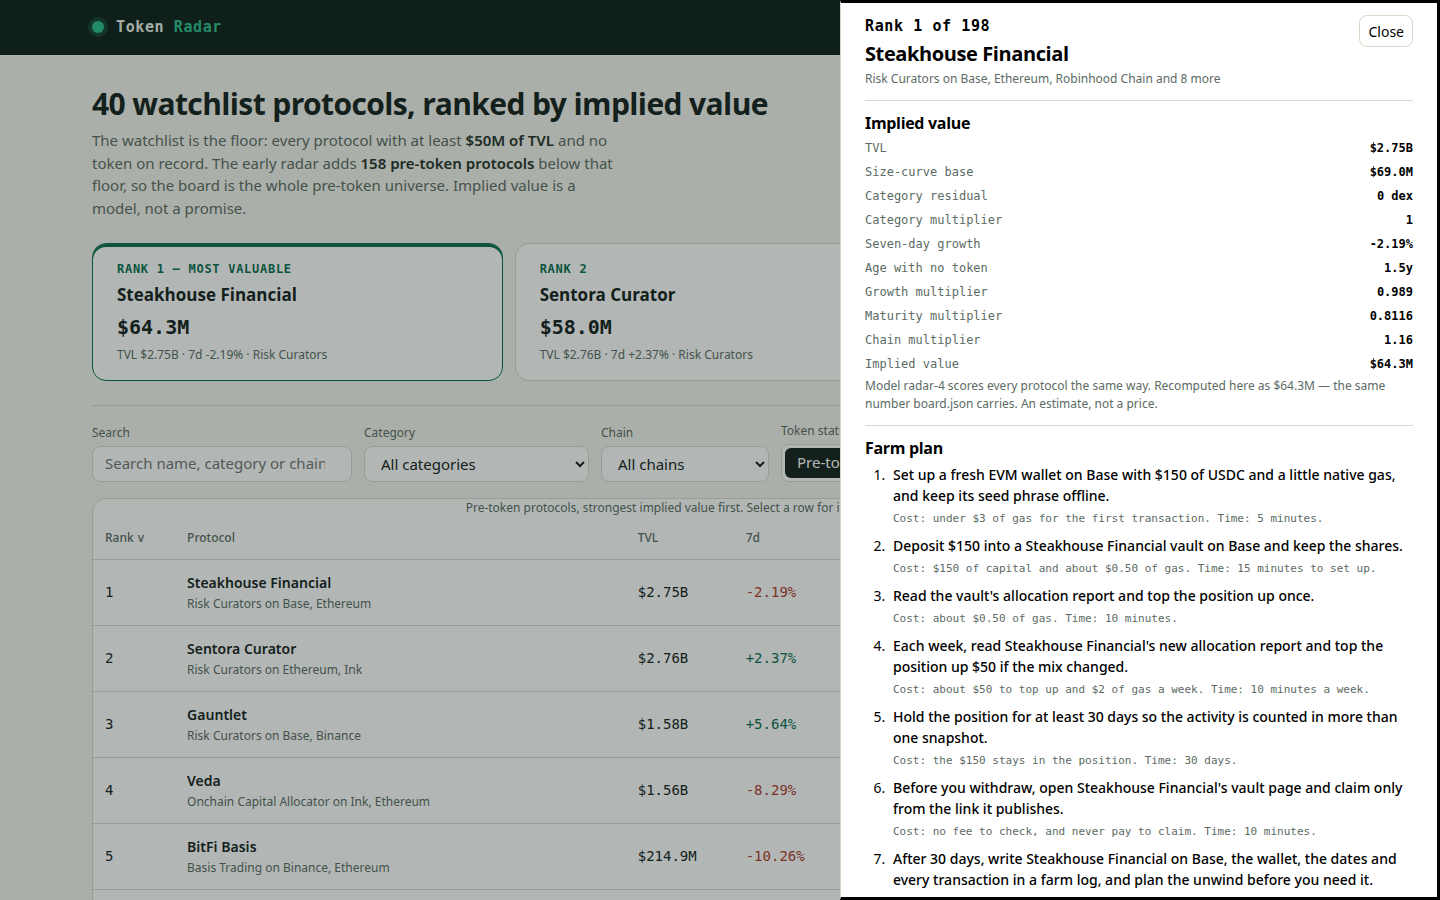 Token Radar
40 watchlist protocols, ranked by implied value
The watchlist is the floor: every protocol with at least $50M of TVL and no
token on record. The early radar adds 158 pre-token protocols below that
floor, so the board is the whole pre-token universe. Implied value is a
model, not a promise.
RANK 1 — MOST VALUABLE
Steakhouse Financial
$64.3M
TVL $2.75B · 7d -2.19% · Risk Curators
RANK 2
Sentora Curator
$58.0M
TVL $2.76B · 7d +2.37% · Risk Curators
Search
Category
Chain
Token stat
Search name, category or chain
All categories
All chains
Pre-to
Pre-token protocols, strongest implied value first. Select a row for i
Rank v
Protocol
TVL
7d
1
Steakhouse Financial
Risk Curators on Base, Ethereum
$2.75B
-2.19%
2
Sentora Curator
Risk Curators on Ethereum, Ink
$2.76B
+2.37%
3
Gauntlet
Risk Curators on Base, Binance
$1.58B
+5.64%
4
Veda
Onchain Capital Allocator on Ink, Ethereum
$1.56B
-8.29%
5
BitFi Basis
Basis Trading on Binance, Ethereum
$214.9M
-10.26%
Rank 1 of 198
Close
Steakhouse Financial
Risk Curators on Base, Ethereum, Robinhood Chain and 8 more
Implied value
TVL $2.75B
Size-curve base $69.0M
Category residual 0 dex
Category multiplier 1
Seven-day growth -2.19%
Age with no token 1.5y
Growth multiplier 0.989
Maturity multiplier 0.8116
Chain multiplier 1.16
Implied value $64.3M
Model radar-4 scores every protocol the same way. Recomputed here as $64.3M — the same
number board.json carries. An estimate, not a price.
Farm plan
1. Set up a fresh EVM wallet on Base with $150 of USDC and a little native gas,
and keep its seed phrase offline.
Cost: under $3 of gas for the first transaction. Time: 5 minutes.
2. Deposit $150 into a Steakhouse Financial vault on Base and keep the shares.
Cost: $150 of capital and about $0.50 of gas. Time: 15 minutes to set up.
3. Read the vault's allocation report and top the position up once.
Cost: about $0.50 of gas. Time: 10 minutes.
4. Each week, read Steakhouse Financial's new allocation report and top the
position up $50 if the mix changed.
Cost: about $50 to top up and $2 of gas a week. Time: 10 minutes a week.
5. Hold the position for at least 30 days so the activity is counted in more than
one snapshot.
Cost: the $150 stays in the position. Time: 30 days.
6. Before you withdraw, open Steakhouse Financial's vault page and claim only
from the link it publishes.
Cost: no fee to check, and never pay to claim. Time: 10 minutes.
7. After 30 days, write Steakhouse Financial on Base, the wallet, the dates and
every transaction in a farm log, and plan the unwind before you need it.